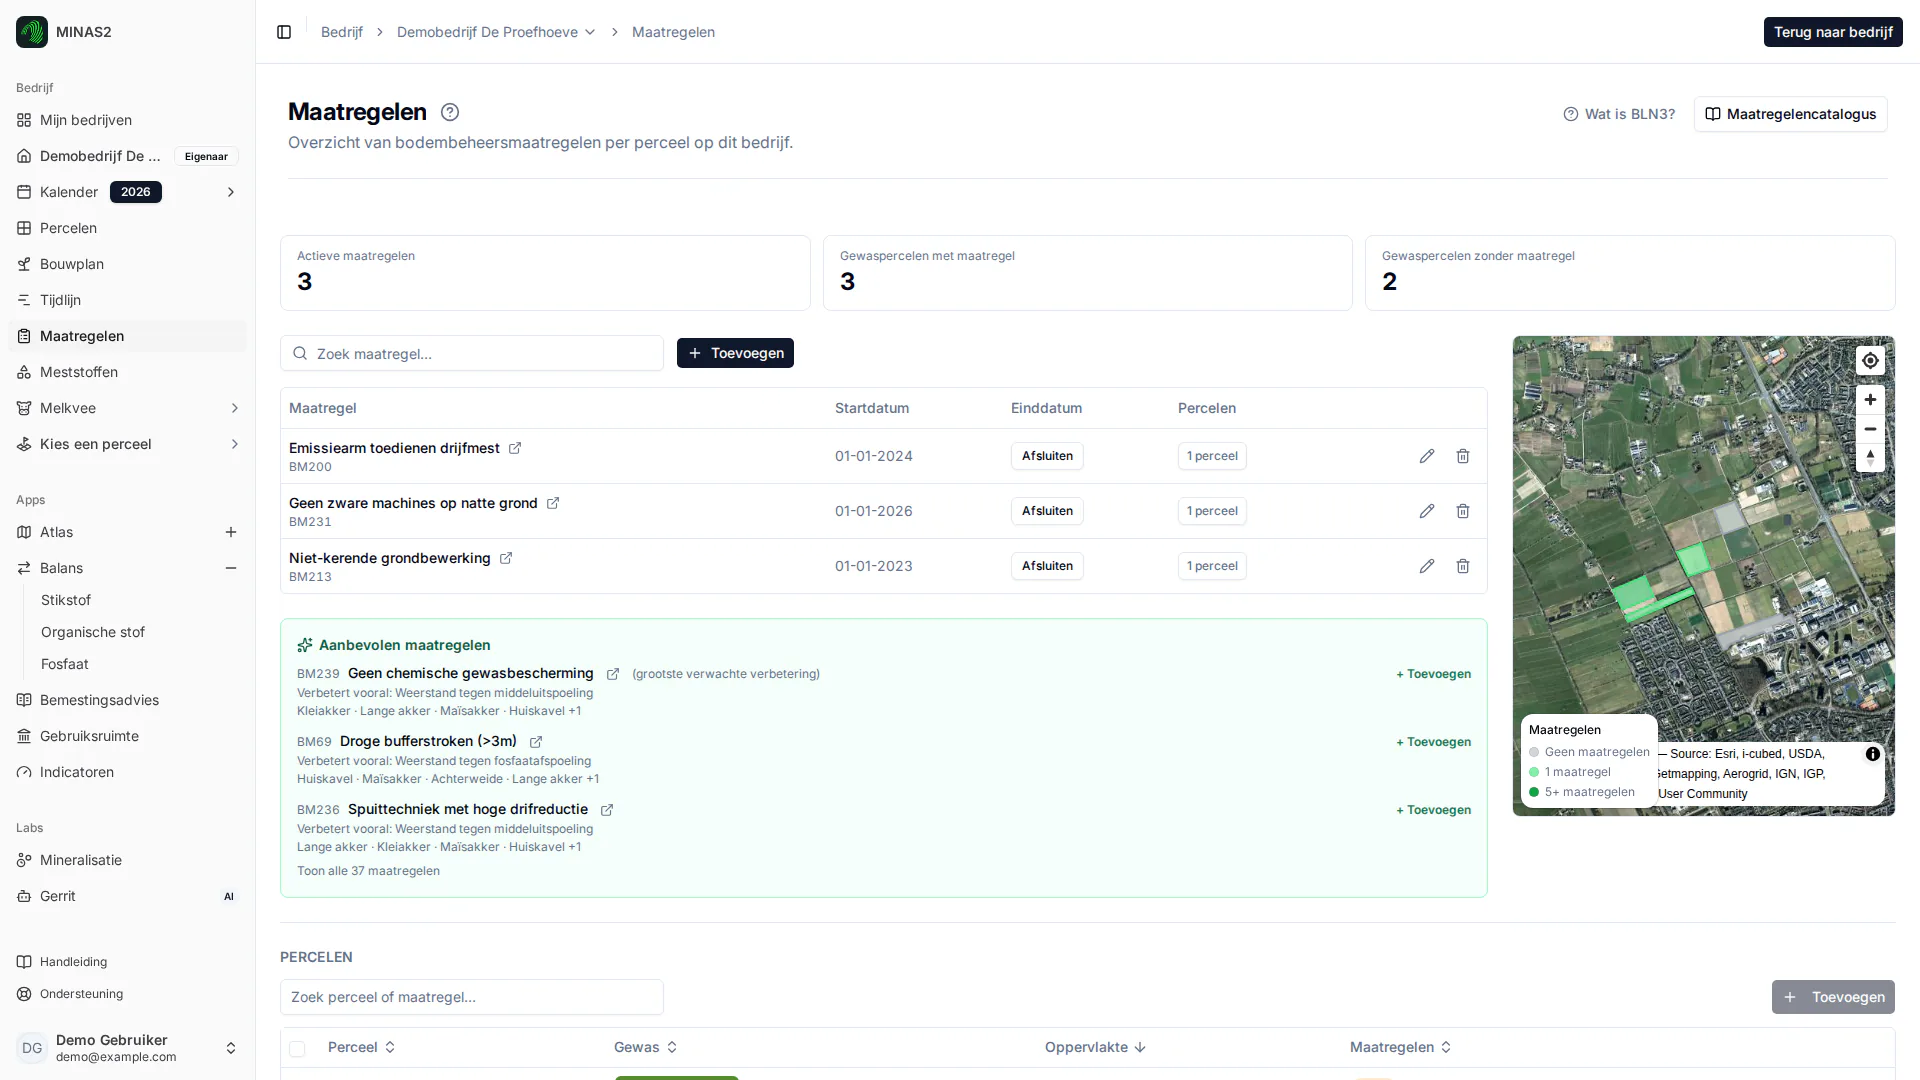 MINAS2
Bedrijf
Mijn bedrijven
Demobedrijf De ... Eigenaar
Kalender 2026
Percelen
Bouwplan
Tijdlijn
Maatregelen
Meststoffen
Melkvee
Kies een perceel
Apps
Atlas
Balans
Stikstof
Organische stof
Fosfaat
Bemestingsadvies
Gebruiksruimte
Indicatoren
Labs
Mineralisatie
Gerrit AI
Handleiding
Ondersteuning
DG Demo Gebruiker
demo@example.com
Bedrijf > Demobedrijf De Proefhoeve > Maatregelen
Terug naar bedrijf
Maatregelen
Overzicht van bodembeheersmaatregelen per perceel op dit bedrijf.
Wat is BLN3?
Maatregelencatalogus
Actieve maatregelen
3
Gewaspercelen met maatregel
3
Gewaspercelen zonder maatregel
2
Zoek maatregel...
+ Toevoegen
Maatregel Startdatum Einddatum Percelen
Emissiearm toedienen drijfmest
BM200
01-01-2024 Afsluiten 1 perceel
Geen zware machines op natte grond
BM231
01-01-2026 Afsluiten 1 perceel
Niet-kerende grondbewerking
BM213
01-01-2023 Afsluiten 1 perceel
Aanbevolen maatregelen
BM239 Geen chemische gewasbescherming (grootste verwachte verbetering) + Toevoegen
Verbetert vooral: Weerstand tegen middeluitspoeling
Kleiakker · Lange akker · Maïsakker · Huiskavel +1
BM69 Droge bufferstroken (>3m) + Toevoegen
Verbetert vooral: Weerstand tegen fosfaatafspoeling
Huiskavel · Maïsakker · Achterweide · Lange akker +1
BM236 Spuittechniek met hoge driftreductie + Toevoegen
Verbetert vooral: Weerstand tegen middeluitspoeling
Lange akker · Kleiakker · Maïsakker · Huiskavel +1
Toon alle 37 maatregelen
Maatregelen
Geen maatregelen
1 maatregel
5+ maatregelen
— Source: Esri, i-cubed, USDA,
Getmapping, Aerogrid, IGN, IGP,
User Community
PERCELEN
Zoek perceel of maatregel...
+ Toevoegen
Perceel Gewas Oppervlakte Maatregelen